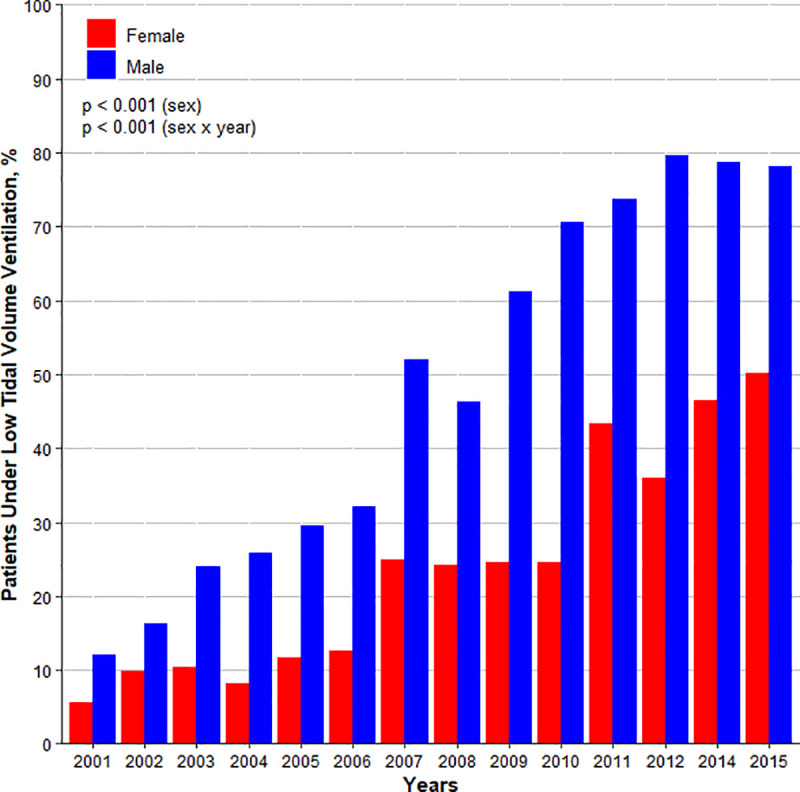 Patients Under Low Tidal Volume Ventilation, %
100
90
80
70
60
50
40
30
20
10
0
Female
Male
p < 0.001 (sex)
p < 0.001 (sex x year)
2001 2002 2003 2004 2005 2006 2007 2008 2009 2010 2011 2012 2014 2015
Years